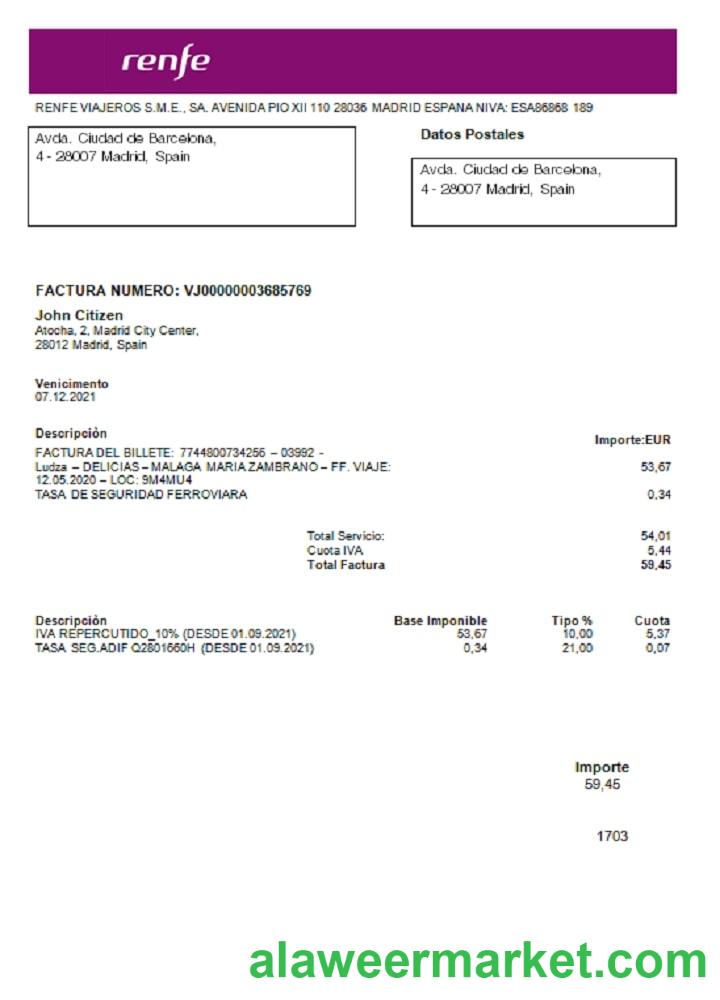 renfe
RENFE VIAJEROS S.M.E., SA. AVENIDA PIO XII 110 28036 MADRID ESPANA NIVA: ESA86868 189
Avda. Ciudad de Barcelona,
4 - 28007 Madrid, Spain
Datos Postales
Avda. Ciudad de Barcelona,
4 - 28007 Madrid, Spain
FACTURA NUMERO: VJ00000003685769
John Citizen
Atocha, 2, Madrid City Center,
28012 Madrid, Spain
Venicimento
07.12.2021
Descripciòn Importe:EUR
FACTURA DEL BILLETE: 7744800734256 – 03992 -
Ludza – DELICIAS – MALAGA MARIA ZAMBRANO – FF. VIAJE: 53,67
12.05.2020 – LOC: 9M4MU4
TASA DE SEGURIDAD FERROVIARA 0,34
Total Servicio: 54,01
Cuota IVA 5,44
Total Factura 59,45
Descripciòn Base Imponible Tipo % Cuota
IVA REPERCUTIDO_10% (DESDE 01.09.2021) 53,67 10,00 5,37
TASA SEG.ADIF Q2801660H (DESDE 01.09.2021) 0,34 21,00 0,07
Importe
59,45
1703
alaweermarket.com